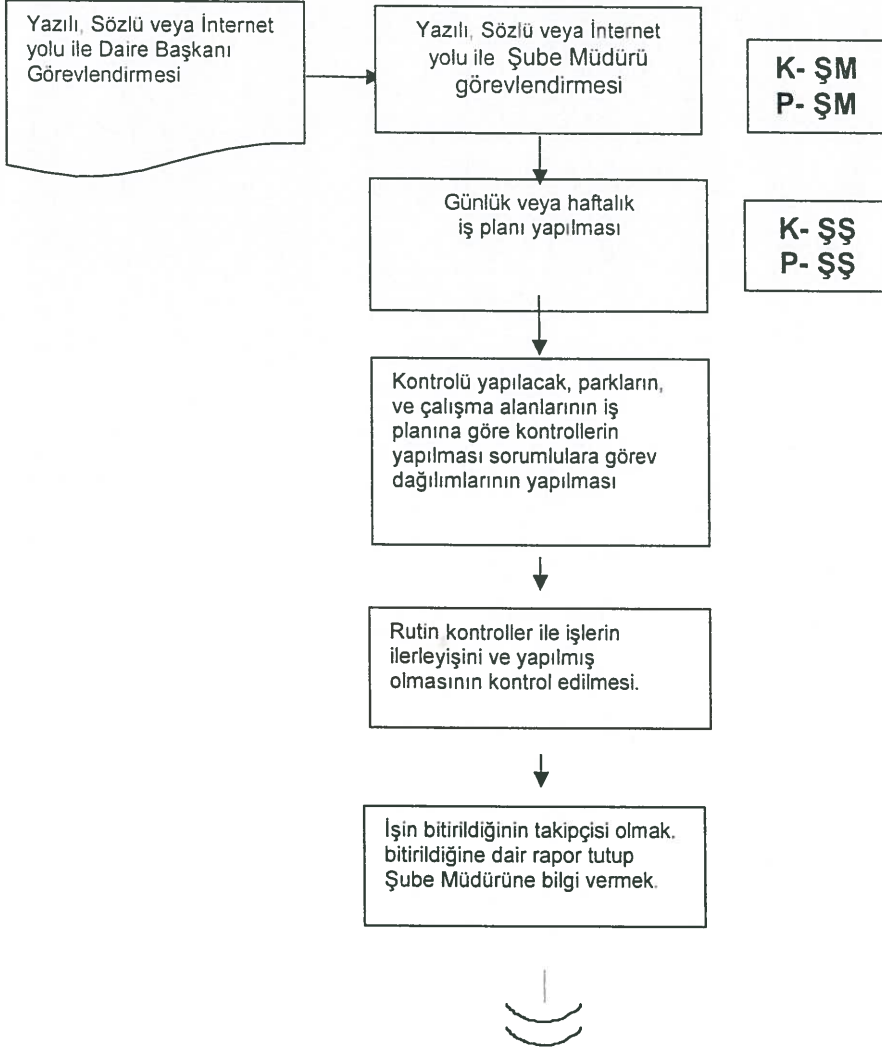 Yazılı, Sözlü veya İnternet
yolu ile Daire Başkanı
Görevlendirmesi
Yazılı, Sözlü veya İnternet
yolu ile Şube Müdürü
görevlendirmesi
K- ŞM
P- ŞM
Günlük veya haftalık
iş planı yapılması
K- ŞŞ
P- ŞŞ
Kontrolü yapılacak, parkların,
ve çalışma alanlarının iş
planına göre kontrollerin
yapılması sorumlulara görev
dağılımlarının yapılması
Rutin kontroller ile işlerin
ilerleyişini ve yapılmış
olmasının kontrol edilmesi.
İşin bitirildiğinin takipçisi olmak.
bitirildiğine dair rapor tutup
Şube Müdürüne bilgi vermek.